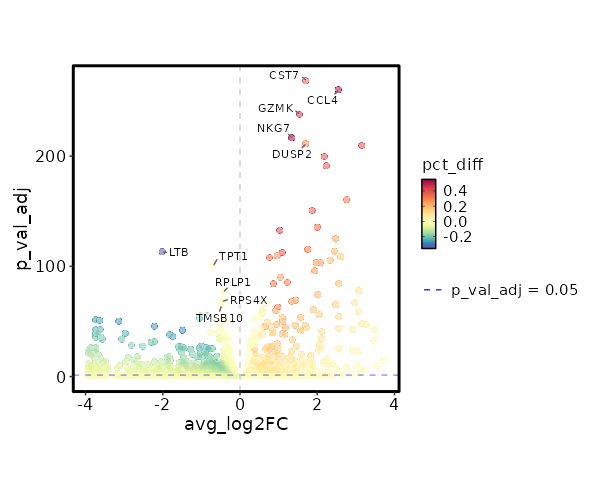 CST7
CCL4
GZMK
NKG7
DUSP2
LTB
TPT1
RPLP1
RPS4X
TMSB10
p_val_adj
200
100
0
-4
-2
0
2
4
avg_log2FC
pct_diff
0.4
0.2
0.0
-0.2
p_val_adj = 0.05